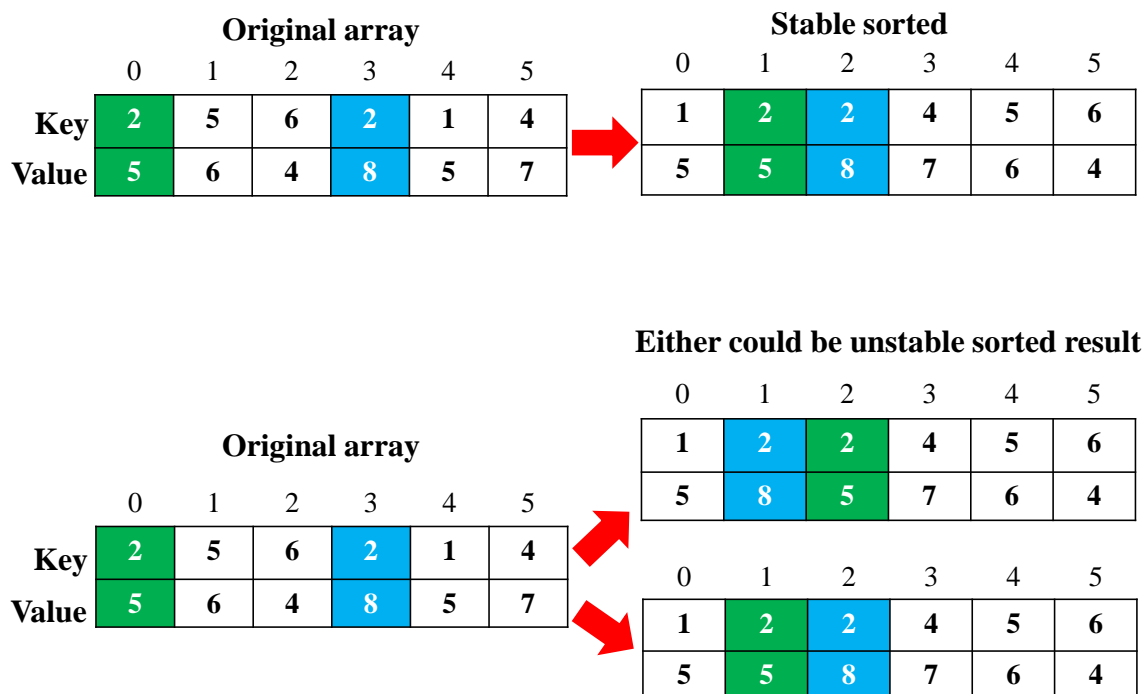 Original array
0 1 2 3 4 5
Key 2 5 6 2 1 4
Value 5 6 4 8 5 7
Stable sorted
0 1 2 3 4 5
1 2 2 4 5 6
5 5 8 7 6 4
Original array
0 1 2 3 4 5
Key 2 5 6 2 1 4
Value 5 6 4 8 5 7
Either could be unstable sorted result
0 1 2 3 4 5
1 2 2 4 5 6
5 8 5 7 6 4
0 1 2 3 4 5
1 2 2 4 5 6
5 5 8 7 6 4